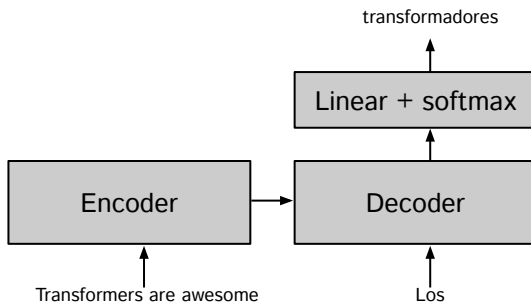 transformadores
Linear + softmax
Encoder
Decoder
Transformers are awesome
Los